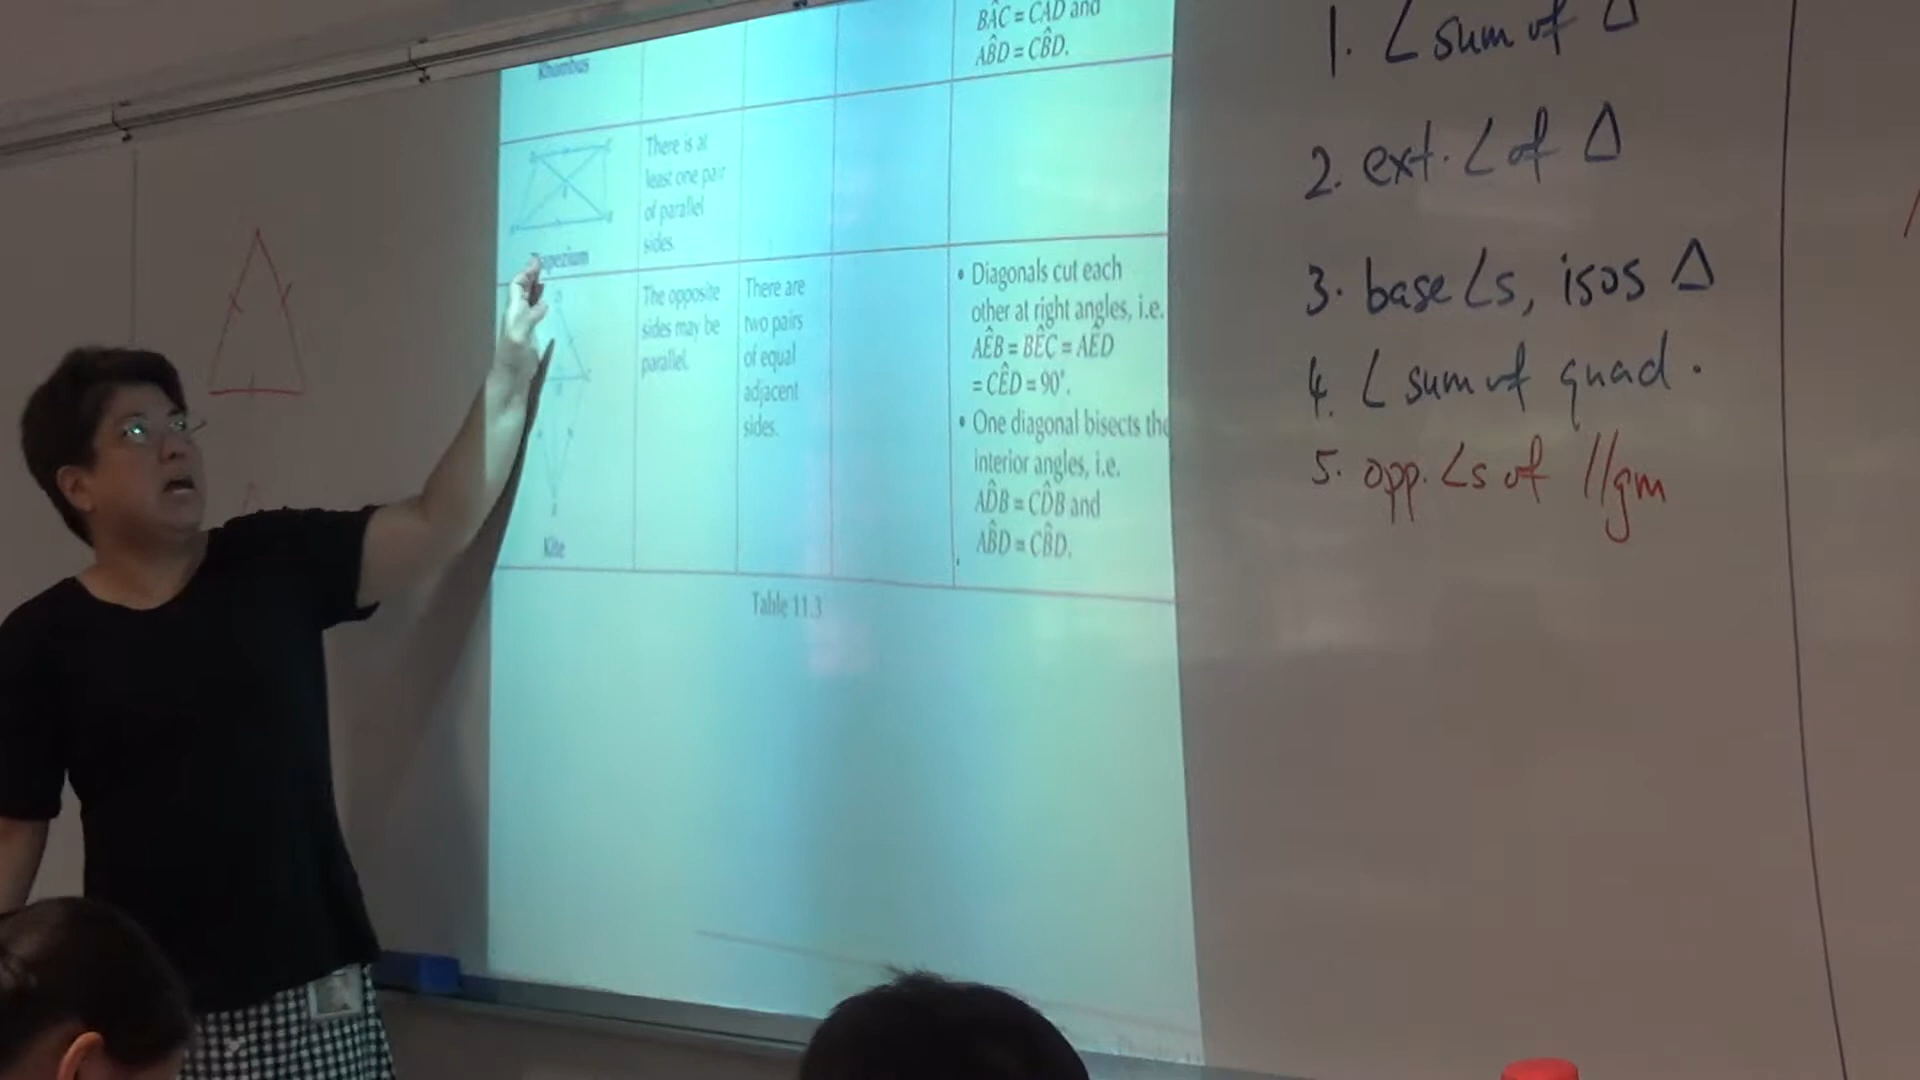 BÂC = CÂD and
AB̂D = CB̂D.
Rhombus
There is at
least one pair
of parallel
sides.
Trapezium
The opposite
sides may be
parallel.
There are
two pairs
of equal
adjacent
sides.
• Diagonals cut each
other at right angles, i.e.
AÊB = BÊC = AÊD
= CÊD = 90°.
• One diagonal bisects the
interior angles, i.e.
AD̂B = CD̂B and
AB̂D = CB̂D.
Kite
Table 11.3
1. ∠ sum of △
2. ext. ∠ of △
3. base ∠s, isos △
4. ∠ sum of quad.
5. opp. ∠s of //gm